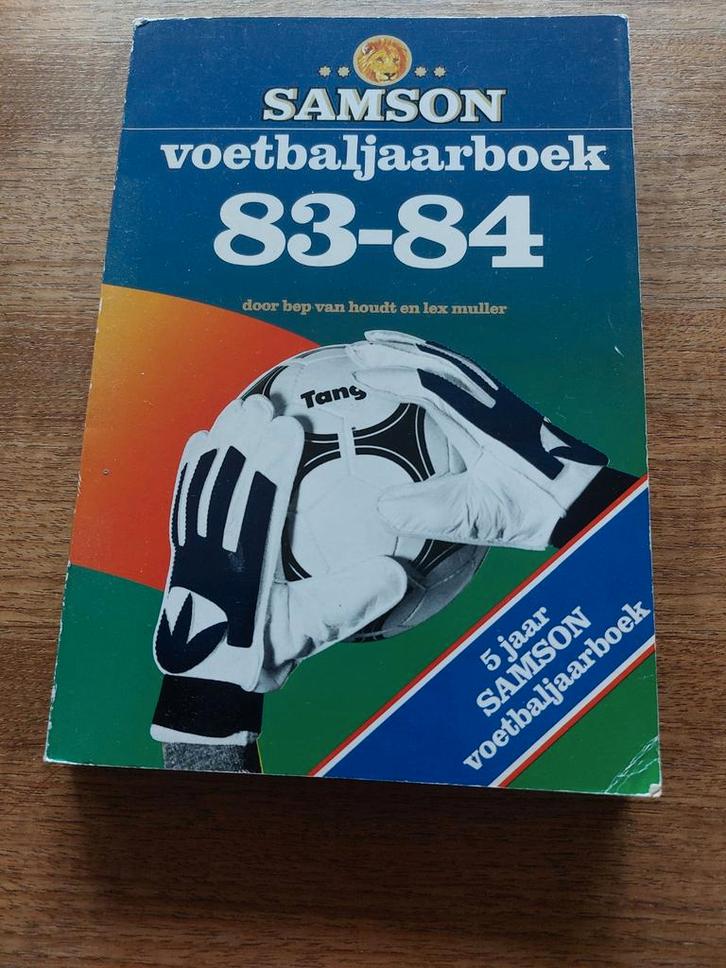 SAMSON
voetbaljaarboek
83-84
door bep van houdt en lex muller
Tang
5 jaar
SAMSON
voetbaljaarboek